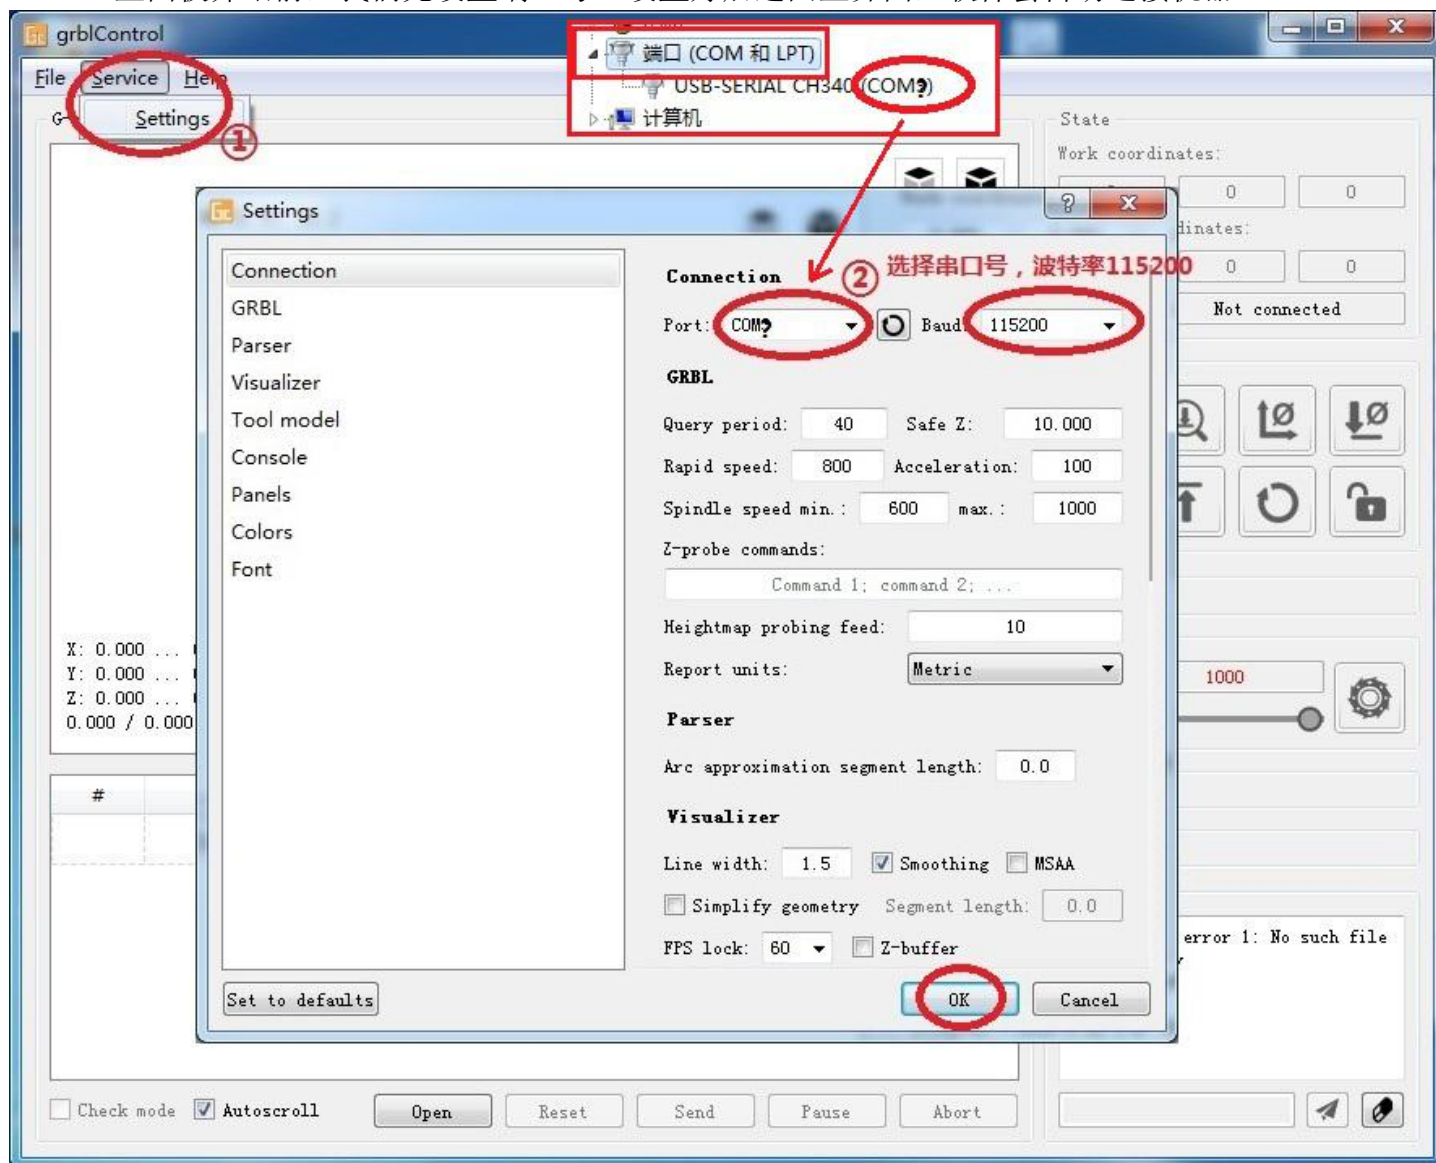 grblControl
端口 (COM 和 LPT)
USB-SERIAL CH340 (COM?)
计算机
File Service Help
Settings
①
State
Work coordinates:
0 0
dinates:
0 0
Not connected
Settings
Connection
GRBL
Parser
Visualizer
Tool model
Console
Panels
Colors
Font
Connection
② 选择串口号，波特率115200
Port: COM? Baud: 115200
GRBL
Query period: 40 Safe Z: 10.000
Rapid speed: 800 Acceleration: 100
Spindle speed min.: 600 max.: 1000
Z-probe commands:
Command 1; command 2; ...
Heightmap probing feed: 10
Report units: Metric
Parser
Arc approximation segment length: 0.0
Visualizer
Line width: 1.5 Smoothing MSAA
Simplify geometry Segment length: 0.0
FPS lock: 60 Z-buffer
Set to defaults OK Cancel
X: 0.000 ...
Y: 0.000 ...
Z: 0.000 ...
0.000 / 0.000
#
1000
error 1: No such file
Check mode Autoscroll Open Reset Send Pause Abort